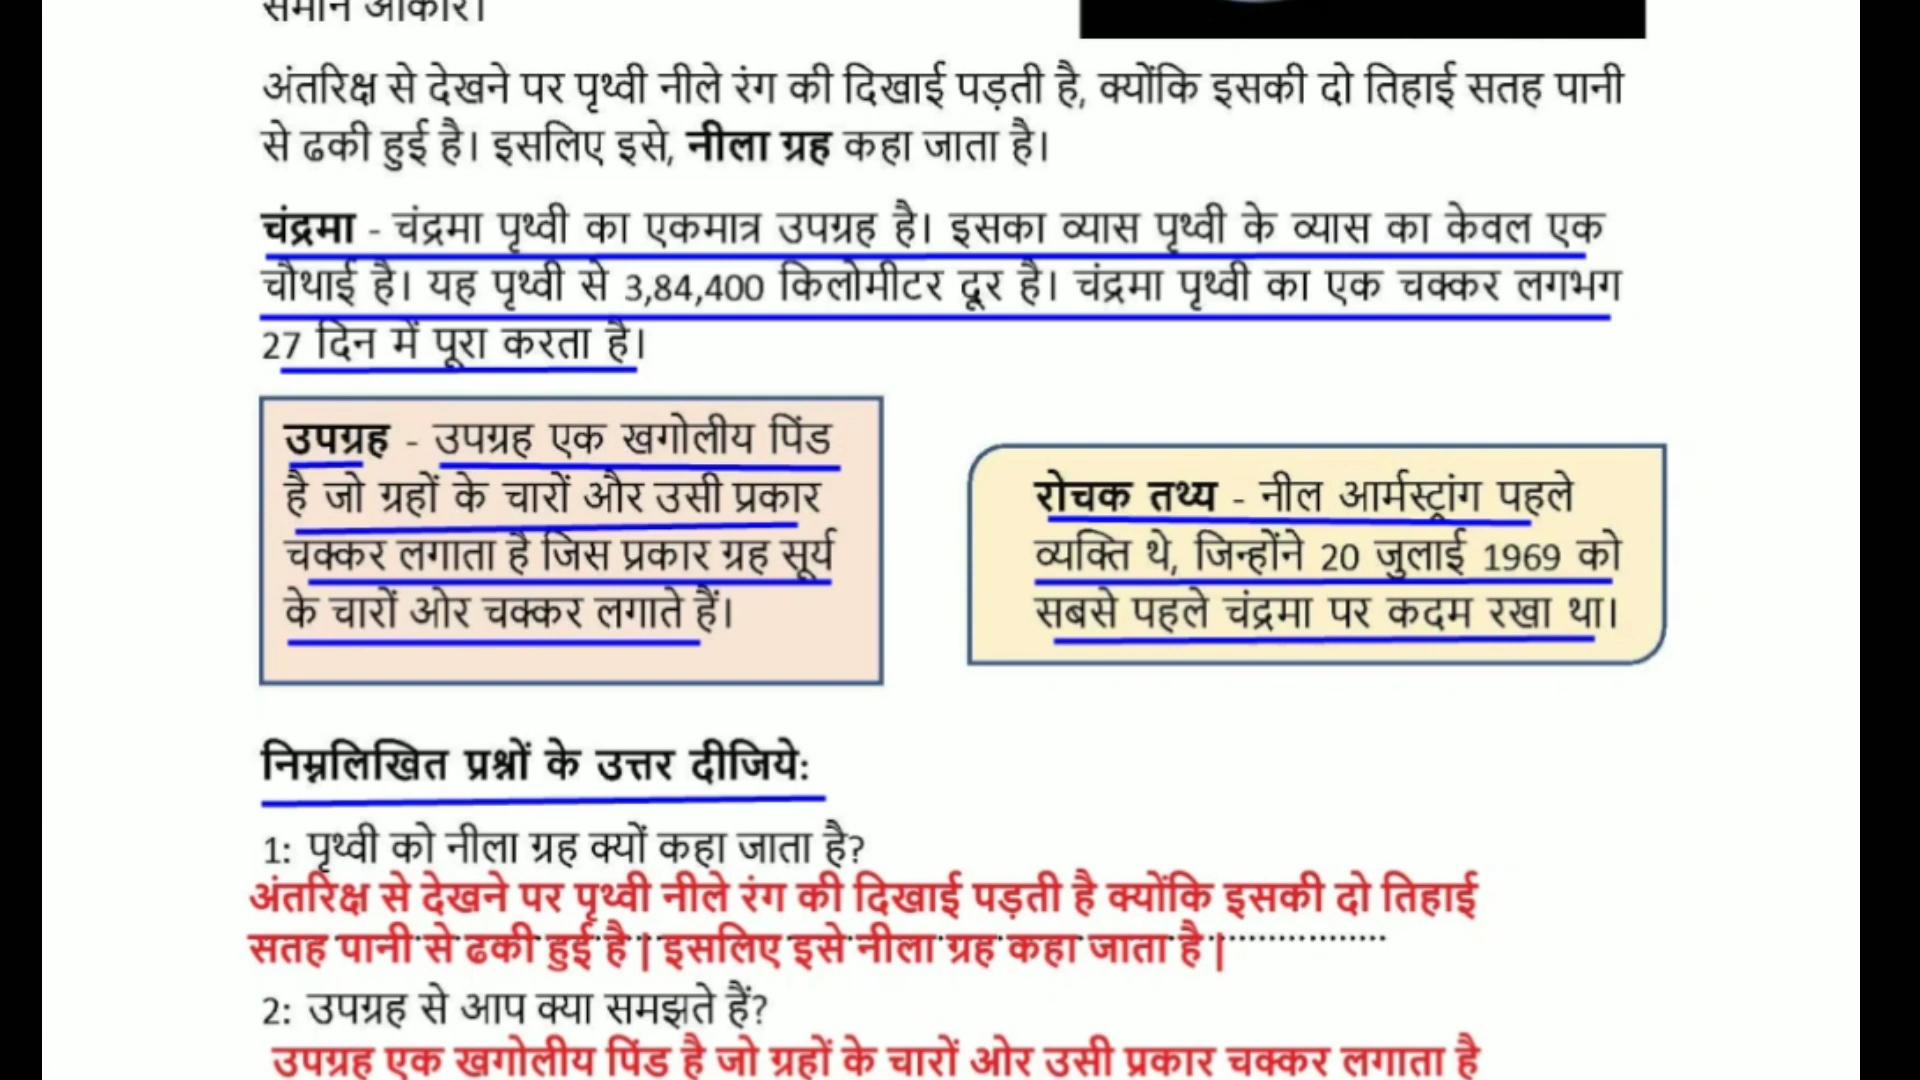 समान आकार।
अंतरिक्ष से देखने पर पृथ्वी नीले रंग की दिखाई पड़ती है, क्योंकि इसकी दो तिहाई सतह पानी
से ढकी हुई है। इसलिए इसे, नीला ग्रह कहा जाता है।
चंद्रमा - चंद्रमा पृथ्वी का एकमात्र उपग्रह है। इसका व्यास पृथ्वी के व्यास का केवल एक
चौथाई है। यह पृथ्वी से 3,84,400 किलोमीटर दूर है। चंद्रमा पृथ्वी का एक चक्कर लगभग
27 दिन में पूरा करता है।
उपग्रह - उपग्रह एक खगोलीय पिंड
है जो ग्रहों के चारों और उसी प्रकार
चक्कर लगाता है जिस प्रकार ग्रह सूर्य
के चारों ओर चक्कर लगाते हैं।
रोचक तथ्य - नील आर्मस्ट्रांग पहले
व्यक्ति थे, जिन्होंने 20 जुलाई 1969 को
सबसे पहले चंद्रमा पर कदम रखा था।
निम्नलिखित प्रश्नों के उत्तर दीजिये:
1: पृथ्वी को नीला ग्रह क्यों कहा जाता है?
अंतरिक्ष से देखने पर पृथ्वी नीले रंग की दिखाई पड़ती है क्योंकि इसकी दो तिहाई
सतह पानी से ढकी हुई है | इसलिए इसे नीला ग्रह कहा जाता है |
2: उपग्रह से आप क्या समझते हैं?
उपग्रह एक खगोलीय पिंड है जो ग्रहों के चारों ओर उसी प्रकार चक्कर लगाता है